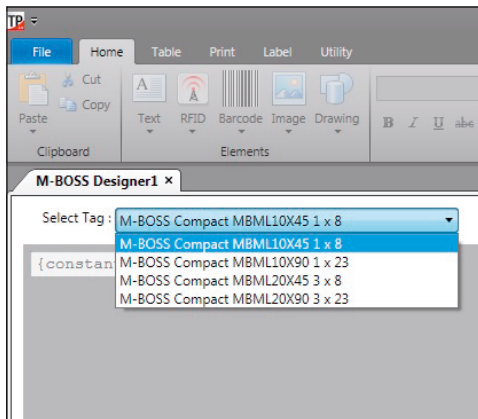 TP
File Home Table Print Label Utility
Cut
Copy
Paste
Text RFID Barcode Image Drawing
B I U abc
Clipboard
Elements
M-BOSS Designer1 ×
Select Tag : M-BOSS Compact MBML10X45 1 x 8
M-BOSS Compact MBML10X45 1 x 8
M-BOSS Compact MBML10X90 1 x 23
M-BOSS Compact MBML20X45 3 x 8
M-BOSS Compact MBML20X90 3 x 23
{constan